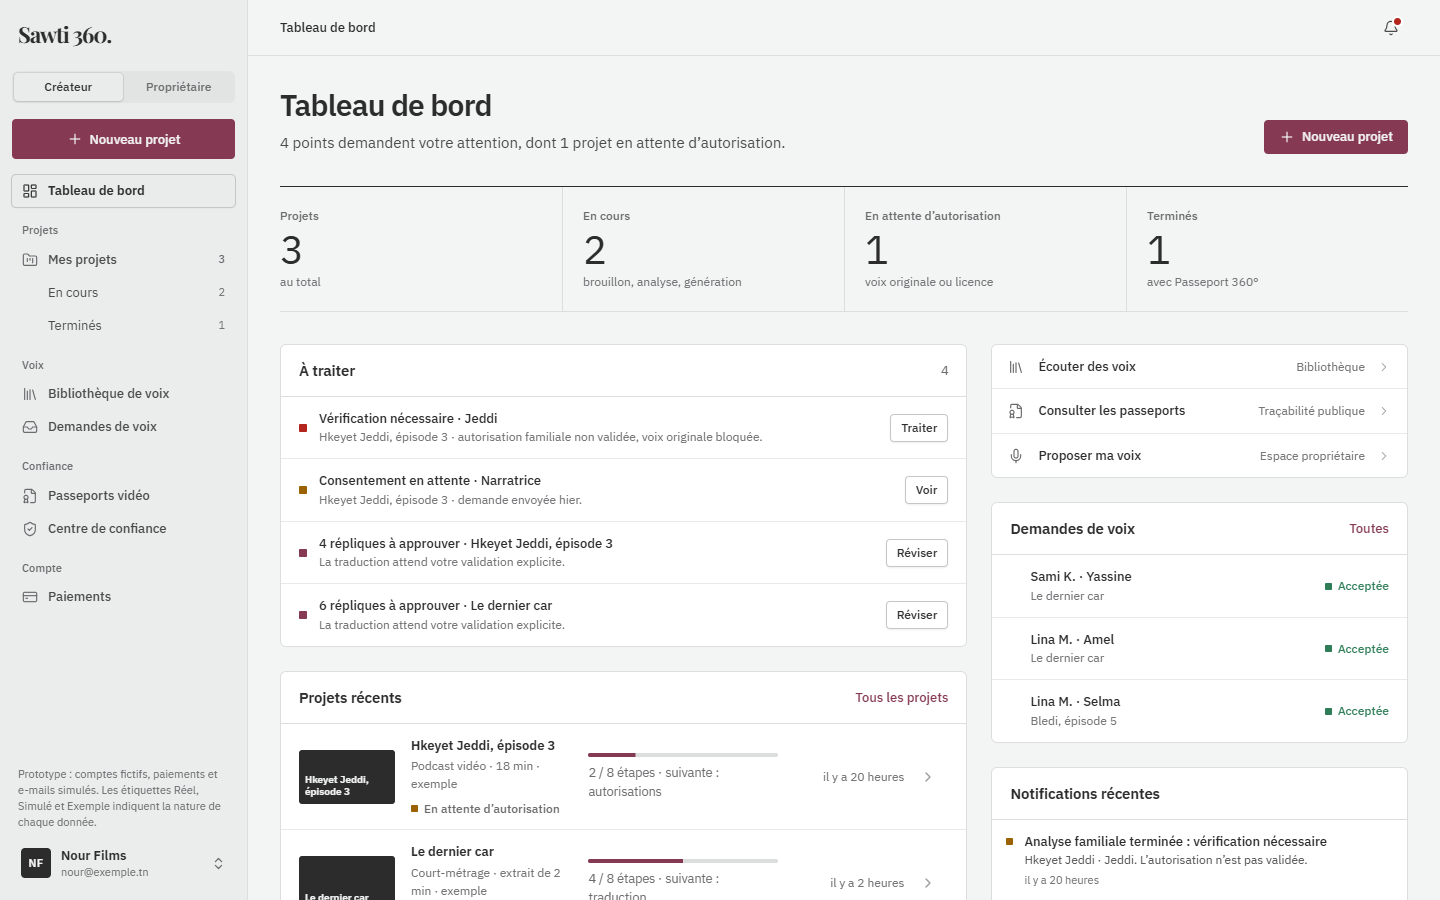 Sawti 360.
Créateur
Propriétaire
Nouveau projet
Tableau de bord
Projets
Mes projets
3
En cours
2
Terminés
1
Voix
Bibliothèque de voix
Demandes de voix
Confiance
Passeports vidéo
Centre de confiance
Compte
Paiements
Prototype : comptes fictifs, paiements et
e-mails simulés. Les étiquettes Réel,
Simulé et Exemple indiquent la nature de
chaque donnée.
NF
Nour Films
nour@exemple.tn
Tableau de bord
Tableau de bord
4 points demandent votre attention, dont 1 projet en attente d’autorisation.
Nouveau projet
Projets
3
au total
En cours
2
brouillon, analyse, génération
En attente d’autorisation
1
voix originale ou licence
Terminés
1
avec Passeport 360°
À traiter
4
Vérification nécessaire · Jeddi
Hkeyet Jeddi, épisode 3 · autorisation familiale non validée, voix originale bloquée.
Traiter
Consentement en attente · Narratrice
Hkeyet Jeddi, épisode 3 · demande envoyée hier.
Voir
4 répliques à approuver · Hkeyet Jeddi, épisode 3
La traduction attend votre validation explicite.
Réviser
6 répliques à approuver · Le dernier car
La traduction attend votre validation explicite.
Réviser
Projets récents
Tous les projets
Hkeyet Jeddi,
épisode 3
Hkeyet Jeddi, épisode 3
Podcast vidéo · 18 min ·
exemple
En attente d’autorisation
2 / 8 étapes · suivante :
autorisations
il y a 20 heures
Le dernier car
Le dernier car
Court-métrage · extrait de 2
min · exemple
4 / 8 étapes · suivante :
traduction
il y a 2 heures
Écouter des voix
Bibliothèque
Consulter les passeports
Traçabilité publique
Proposer ma voix
Espace propriétaire
Demandes de voix
Toutes
Sami K. · Yassine
Le dernier car
Acceptée
Lina M. · Amel
Le dernier car
Acceptée
Lina M. · Selma
Bledi, épisode 5
Acceptée
Notifications récentes
Analyse familiale terminée : vérification nécessaire
Hkeyet Jeddi · Jeddi. L’autorisation n’est pas validée.
il y a 20 heures